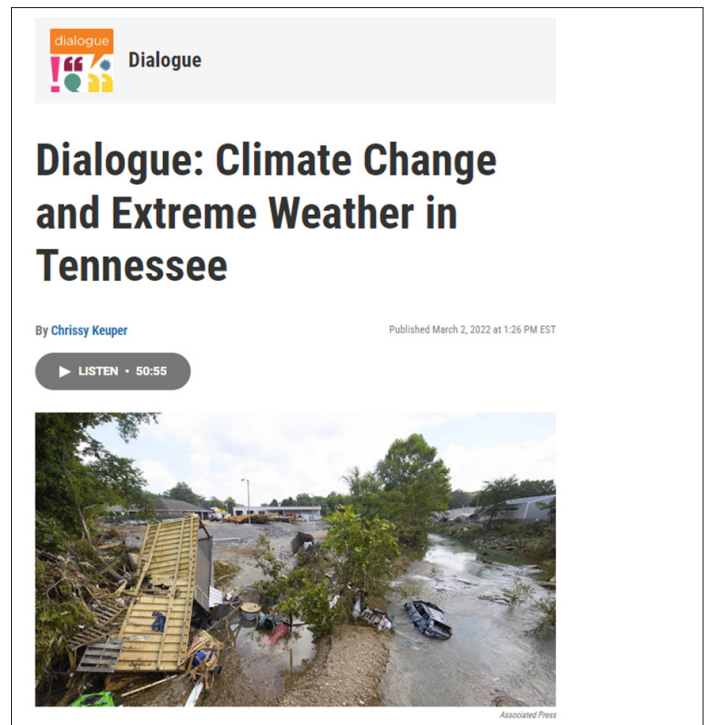 dialogue
Dialogue
Dialogue: Climate Change
and Extreme Weather in
Tennessee
By Chrissy Keuper
Published March 2, 2022 at 1:26 PM EST
LISTEN • 50:55
Associated Press